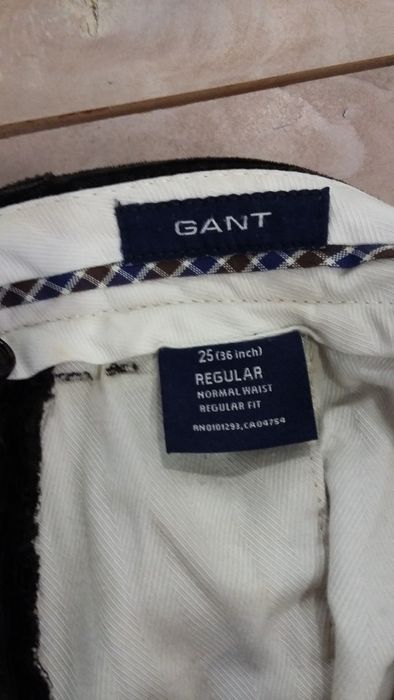 GANT
25 (36 inch)
REGULAR
NORMAL WAIST
REGULAR FIT
RN0101293, CA04754